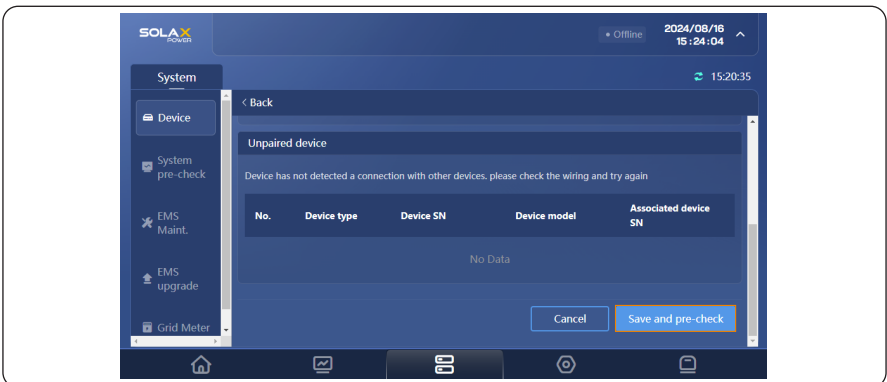 SOLAX
POWER
• Offline
2024/08/16
15:24:04
System
15:20:35
Device
< Back
Unpaired device
System
pre-check
Device has not detected a connection with other devices. please check the wiring and try again
No.
Device type
Device SN
Device model
Associated device
SN
EMS
Maint.
No Data
EMS
upgrade
Cancel
Save and pre-check
Grid Meter